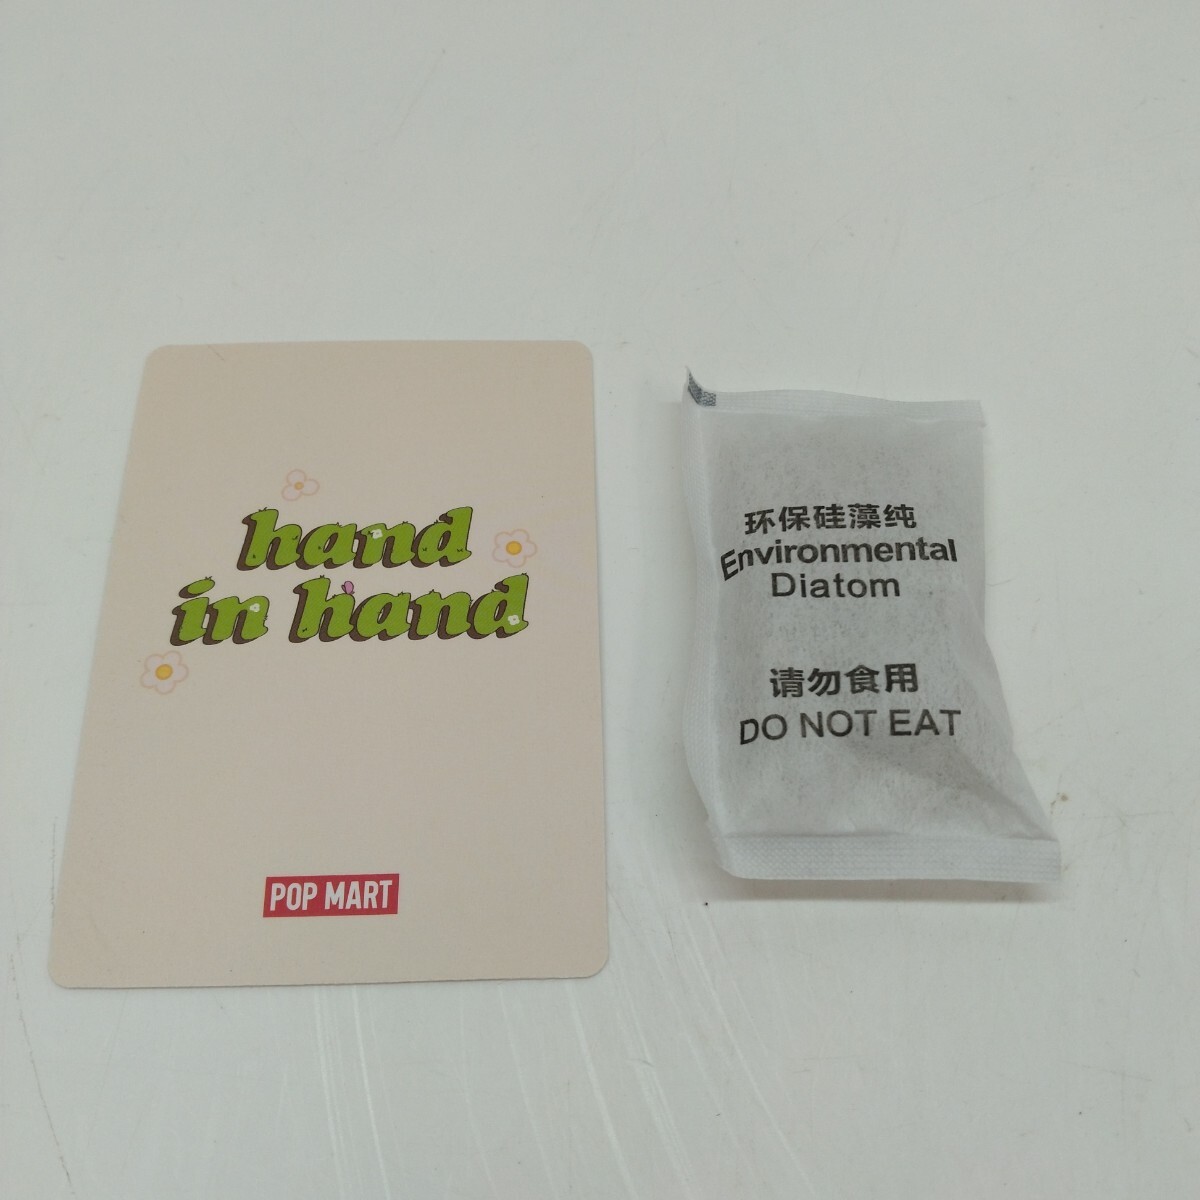 hand
in hand
POP MART
环保硅藻纯
Environmental
Diatom
请勿食用
DO NOT EAT